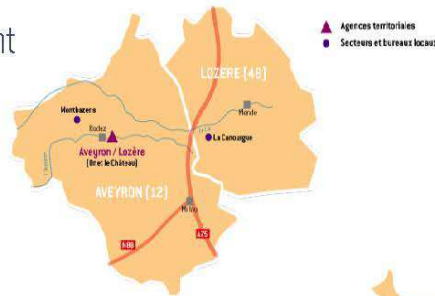 nt
Agences territoriales
Secteurs et bureaux locaux
LOZÈRE (48)
Montbazens
Mende
Rodez
La Canourgue
Aveyron / Lozère
(Onet le Château)
AVEYRON (12)
Millau
A75